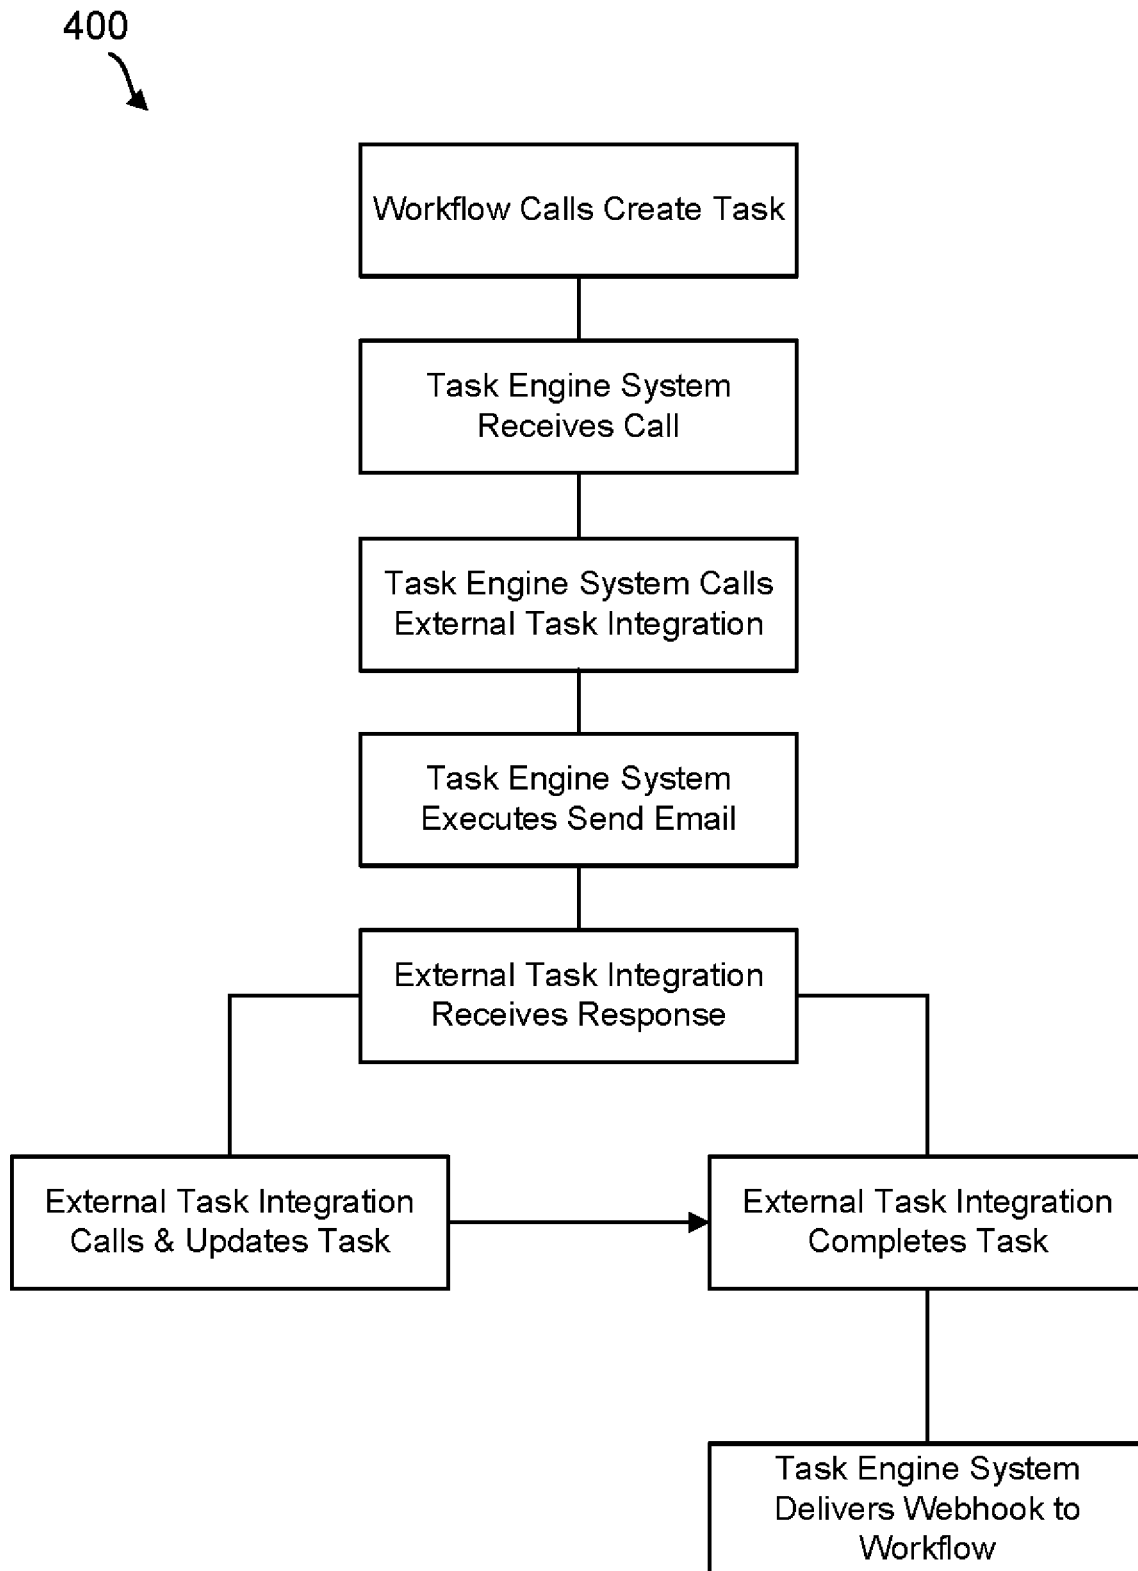 400
Workflow Calls Create Task
Task Engine System
Receives Call
Task Engine System Calls
External Task Integration
Task Engine System
Executes Send Email
External Task Integration
Receives Response
External Task Integration
Calls & Updates Task
External Task Integration
Completes Task
Task Engine System
Delivers Webhook to
Workflow